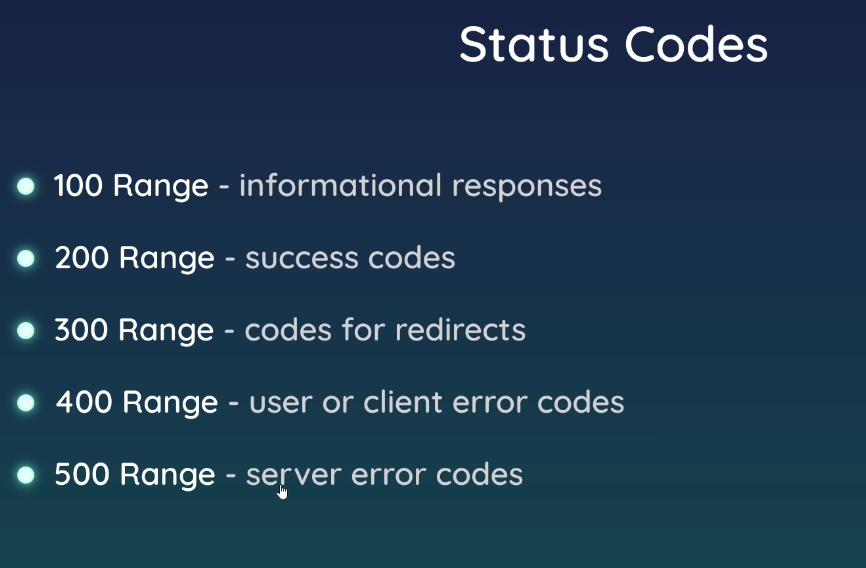 Status Codes
100 Range - informational responses
200 Range - success codes
300 Range - codes for redirects
400 Range - user or client error codes
500 Range - server error codes